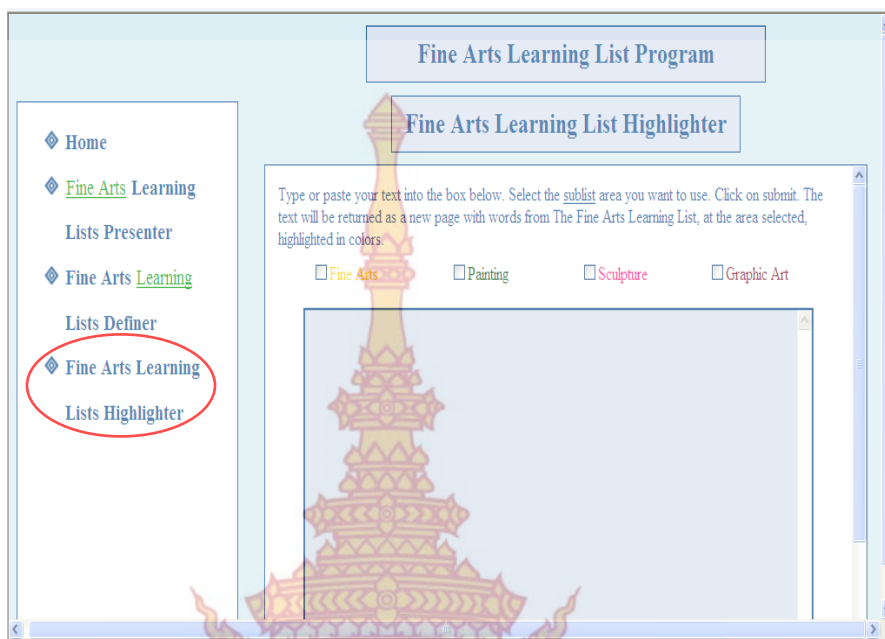 Fine Arts Learning List Program
Fine Arts Learning List Highlighter
Home
Fine Arts Learning
Lists Presenter
Fine Arts Learning
Lists Definer
Fine Arts Learning
Lists Highlighter
Type or paste your text into the box below. Select the sublist area you want to use. Click on submit. The
text will be returned as a new page with words from The Fine Arts Learning List, at the area selected,
highlighted in colors.
Fine Arts Painting Sculpture Graphic Art